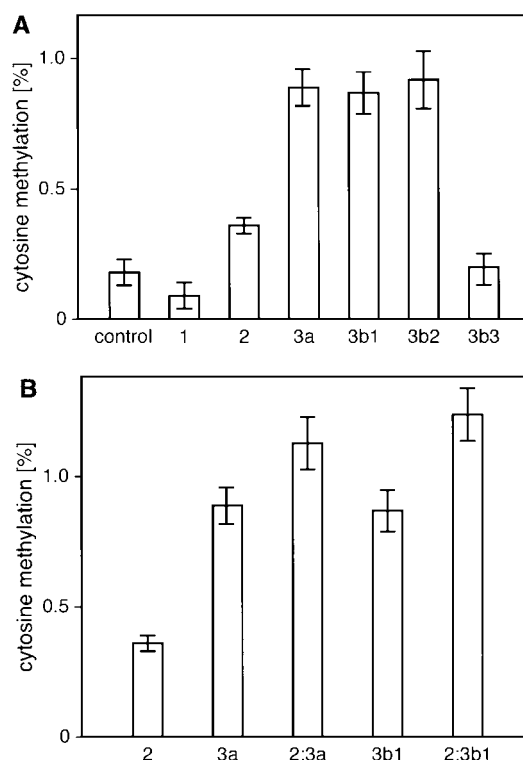 A
cytosine methylation [%]
1.0
0.5
0
control 1 2 3a 3b1 3b2 3b3
B
cytosine methylation [%]
1.0
0.5
0
2 3a 2:3a 3b1 2:3b1